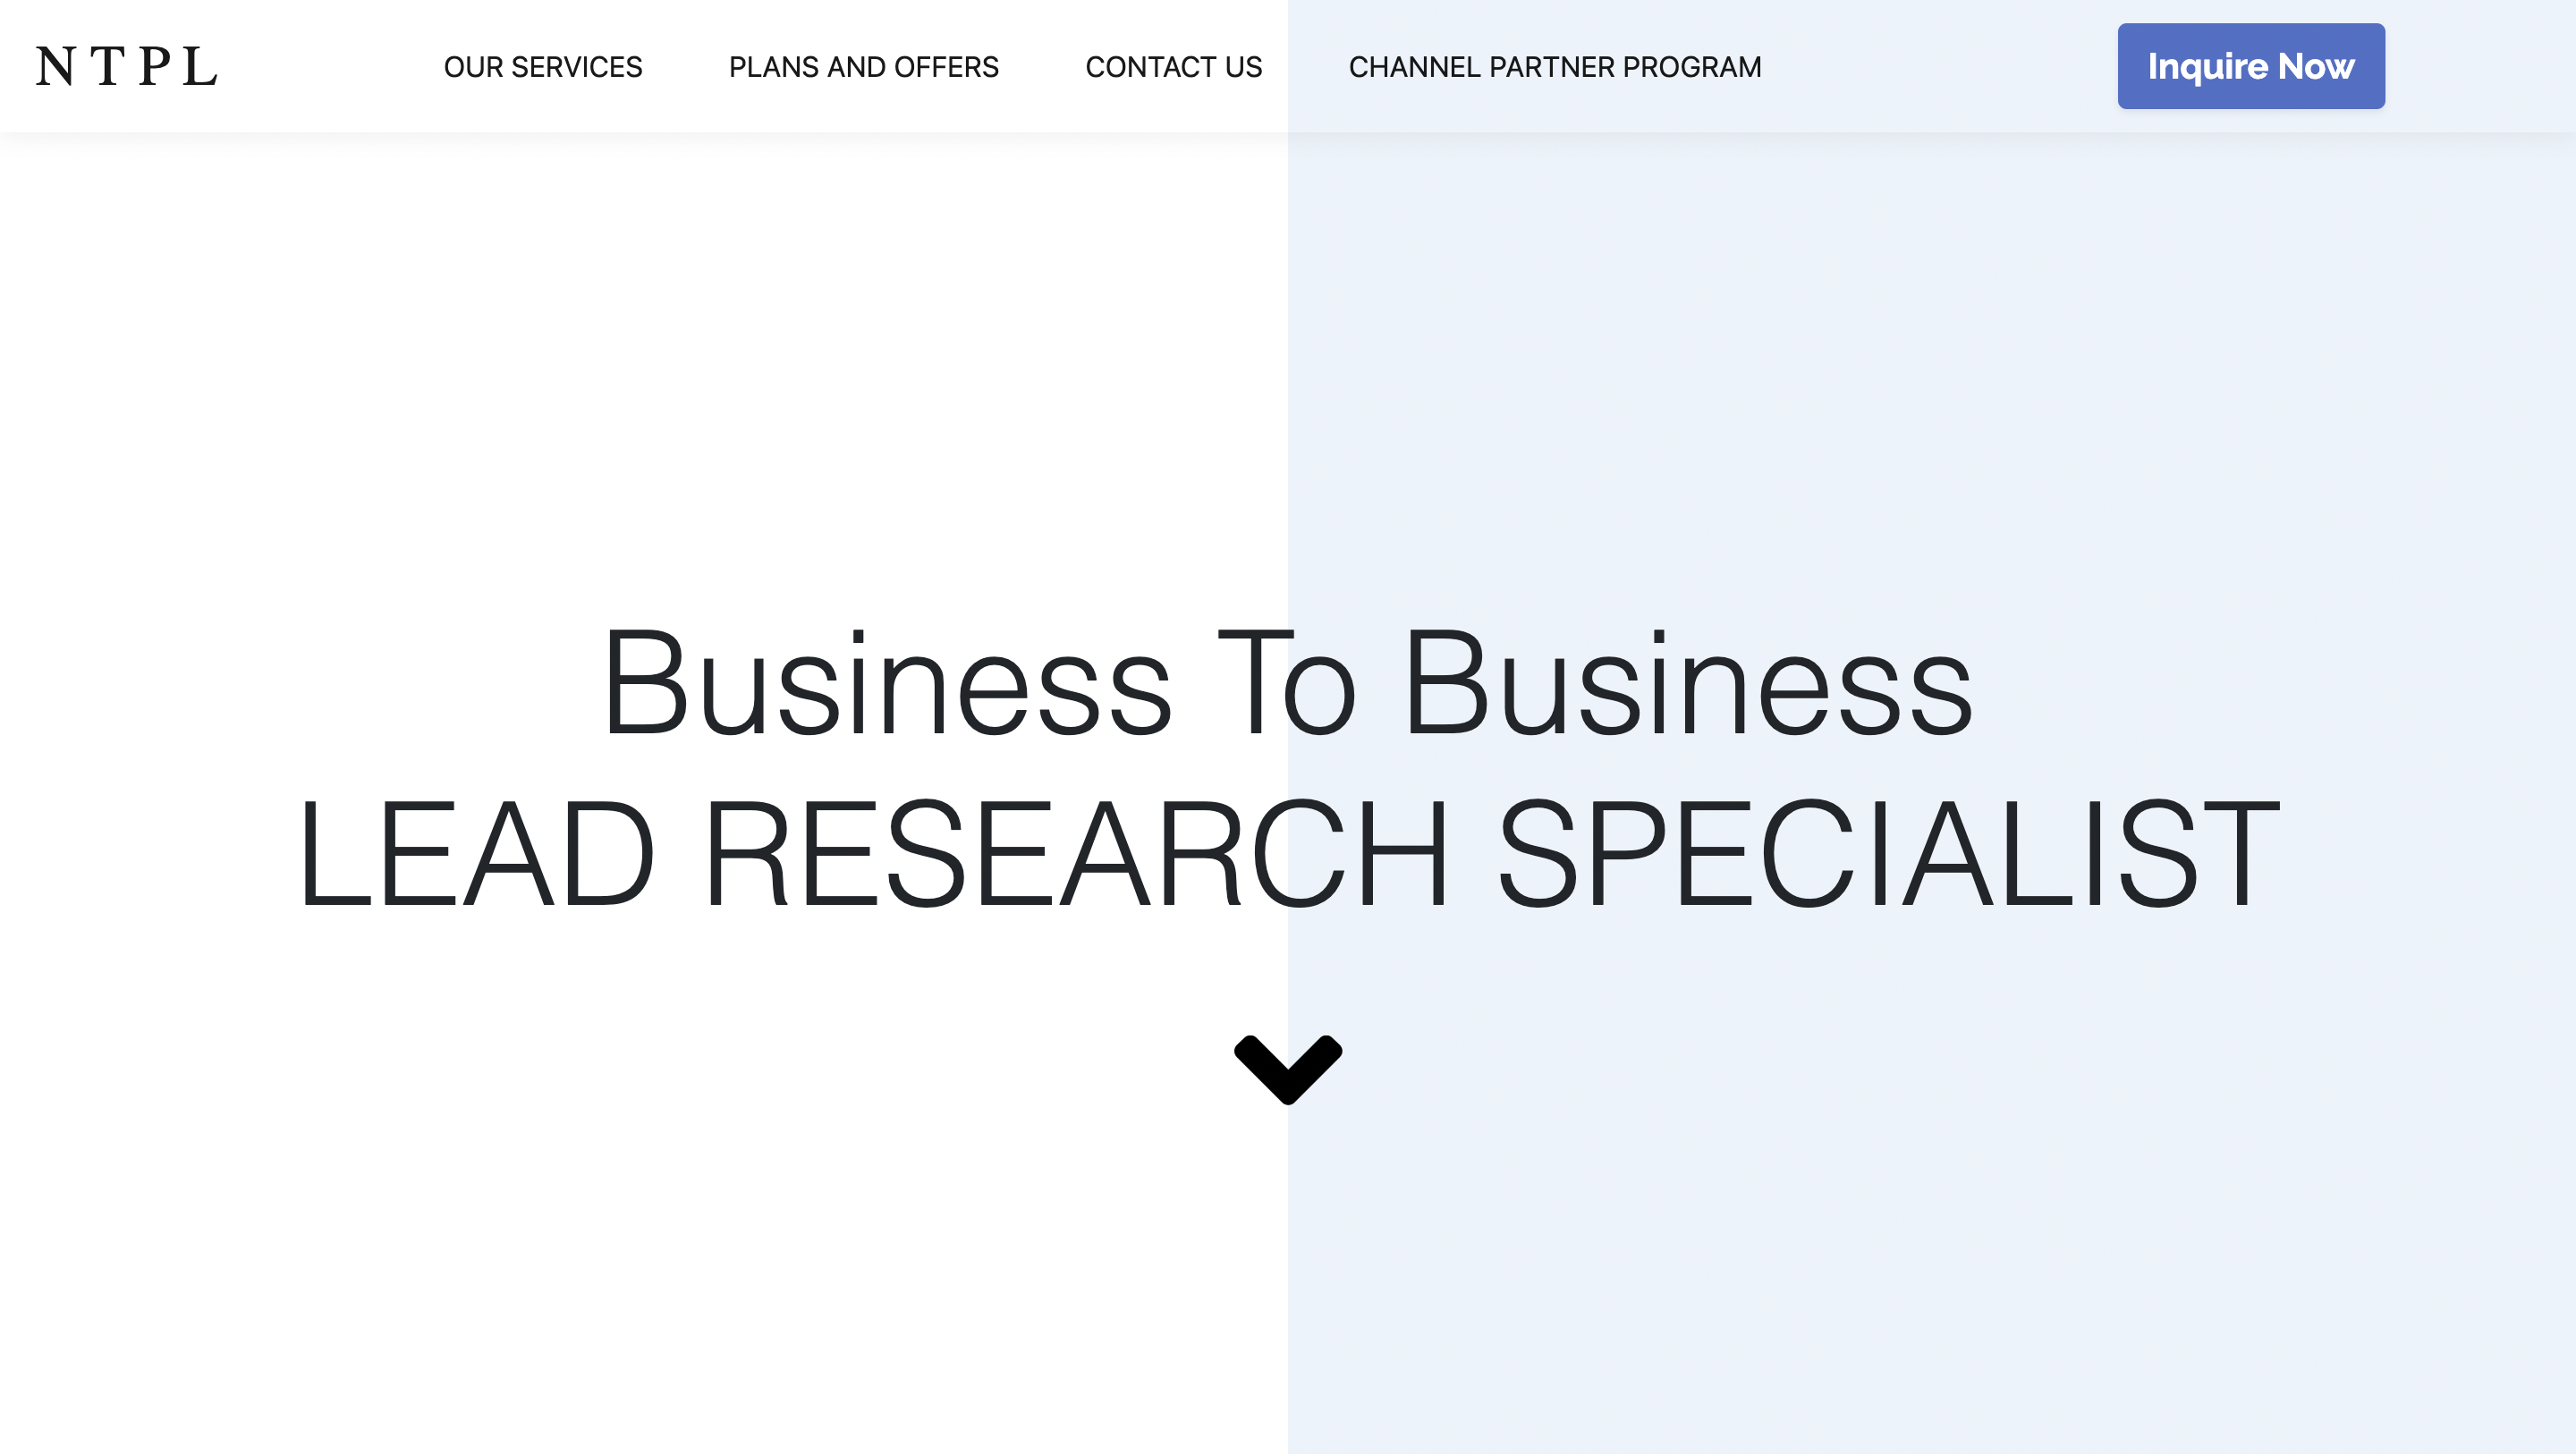 NTPL
OUR SERVICES
PLANS AND OFFERS
CONTACT US
CHANNEL PARTNER PROGRAM
Inquire Now
Business To Business
LEAD RESEARCH SPECIALIST